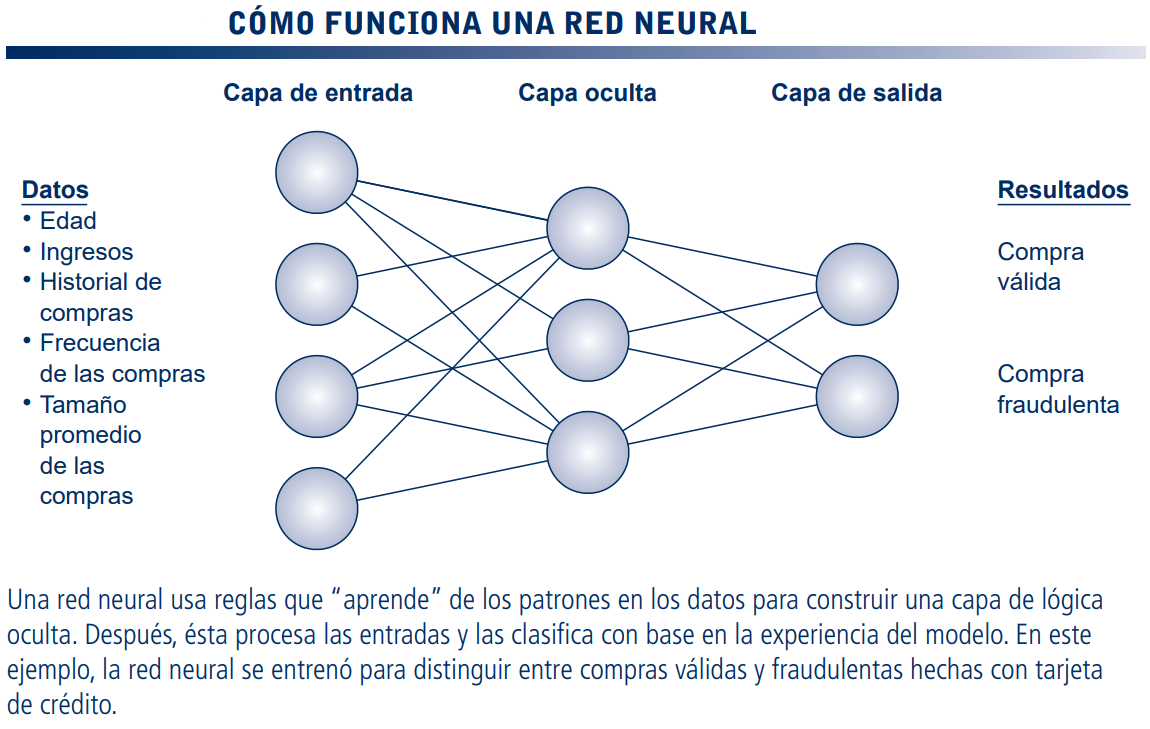 CÓMO FUNCIONA UNA RED NEURAL
Capa de entrada
Capa oculta
Capa de salida
Datos
• Edad
• Ingresos
• Historial de
compras
• Frecuencia
de las compras
• Tamaño
promedio
de las
compras
Resultados
Compra
válida
Compra
fraudulenta
Una red neural usa reglas que “aprende” de los patrones en los datos para construir una capa de lógica
oculta. Después, ésta procesa las entradas y las clasifica con base en la experiencia del modelo. En este
ejemplo, la red neural se entrenó para distinguir entre compras válidas y fraudulentas hechas con tarjeta
de crédito.